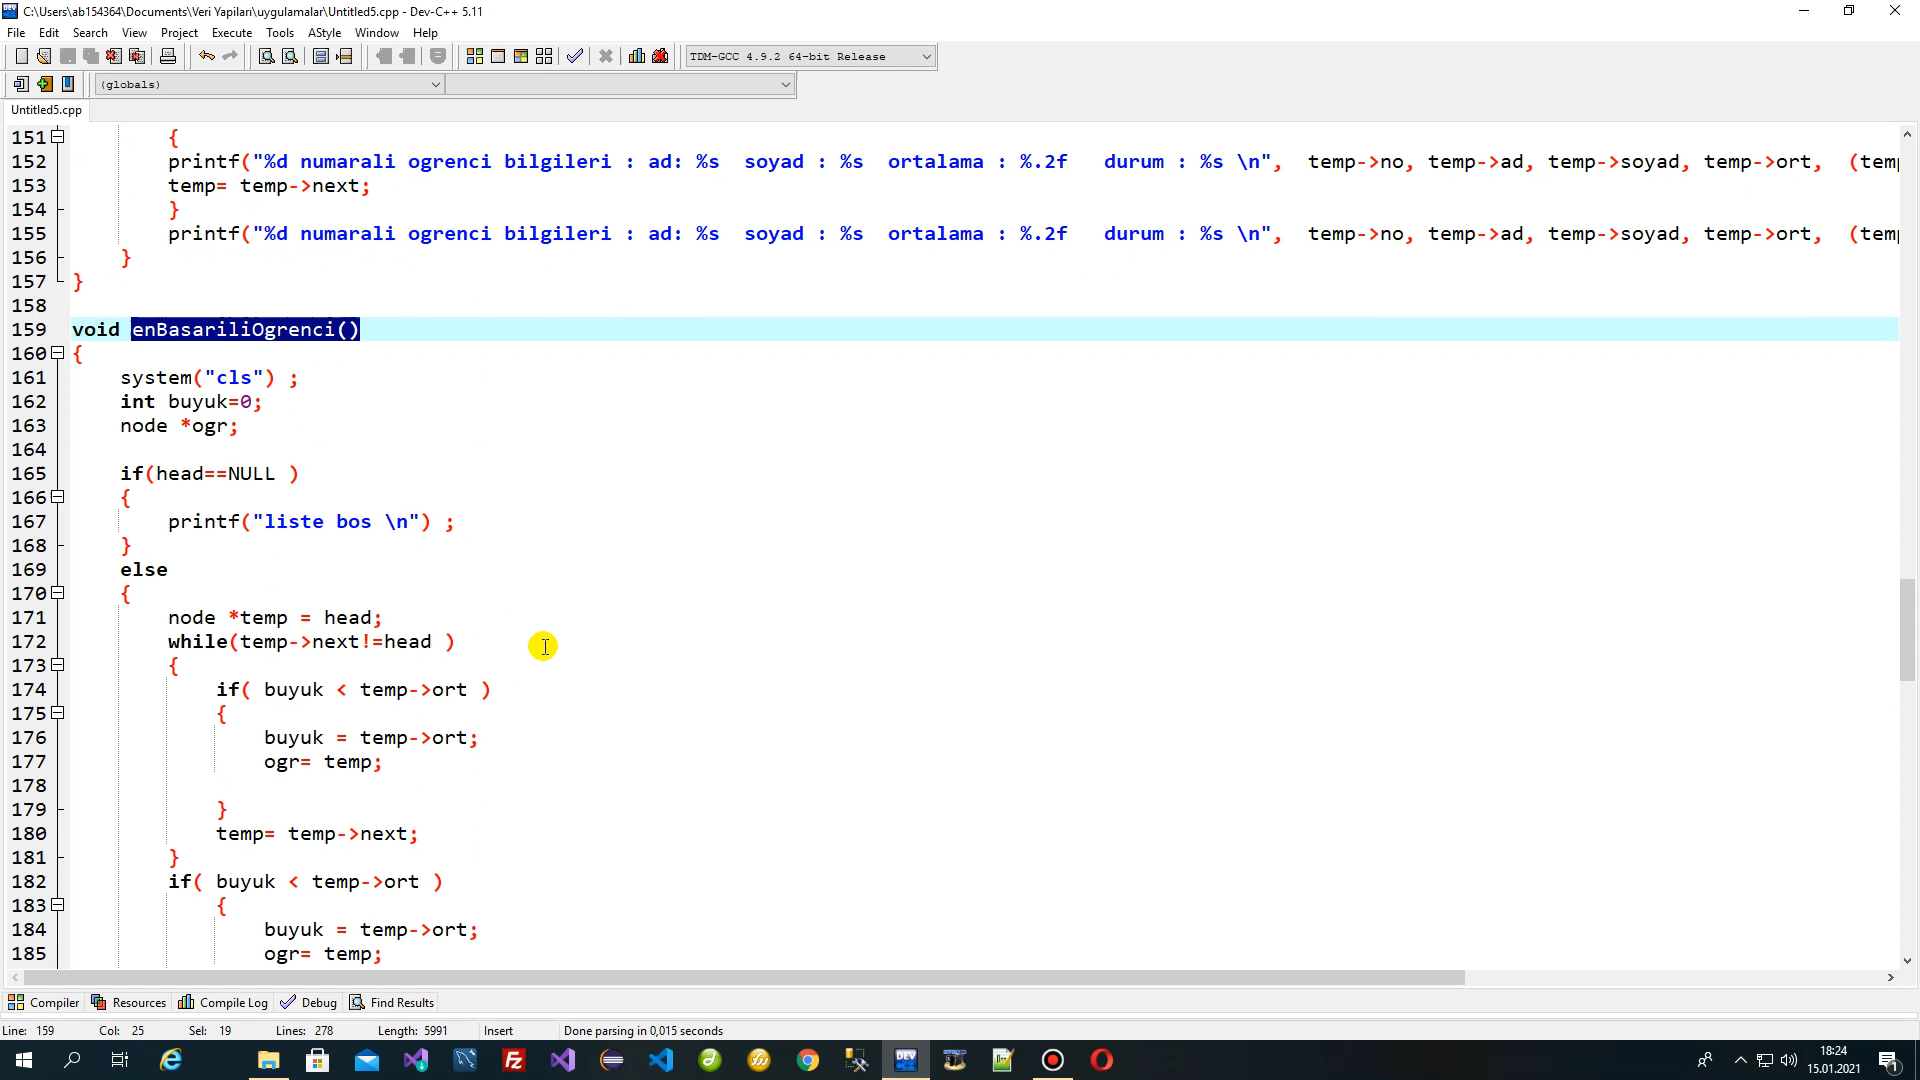 C:\Users\ab154364\Documents\Veri Yapıları\uygulamalar\Untitled5.cpp - Dev-C++ 5.11
File Edit Search View Project Execute Tools AStyle Window Help
TDM-GCC 4.9.2 64-bit Release
(globals)
Untitled5.cpp
151 {
152 printf("%d numarali ogrenci bilgileri : ad: %s  soyad : %s  ortalama : %.2f   durum : %s \n",  temp->no, temp->ad, temp->soyad, temp->ort,  (temp
153 temp= temp->next;
154 }
155 printf("%d numarali ogrenci bilgileri : ad: %s  soyad : %s  ortalama : %.2f   durum : %s \n",  temp->no, temp->ad, temp->soyad, temp->ort,  (temp
156 }
157 }
158
159 void enBasariliOgrenci()
160 {
161 system("cls") ;
162 int buyuk=0;
163 node *ogr;
164
165 if(head==NULL )
166 {
167 printf("liste bos \n") ;
168 }
169 else
170 {
171 node *temp = head;
172 while(temp->next!=head )
173 {
174 if( buyuk < temp->ort )
175 {
176 buyuk = temp->ort;
177 ogr= temp;
178
179 }
180 temp= temp->next;
181 }
182 if( buyuk < temp->ort )
183 {
184 buyuk = temp->ort;
185 ogr= temp;
Compiler Resources Compile Log Debug Find Results
Line: 159 Col: 25 Sel: 19 Lines: 278 Length: 5991 Insert Done parsing in 0,015 seconds
18:24
15.01.2021